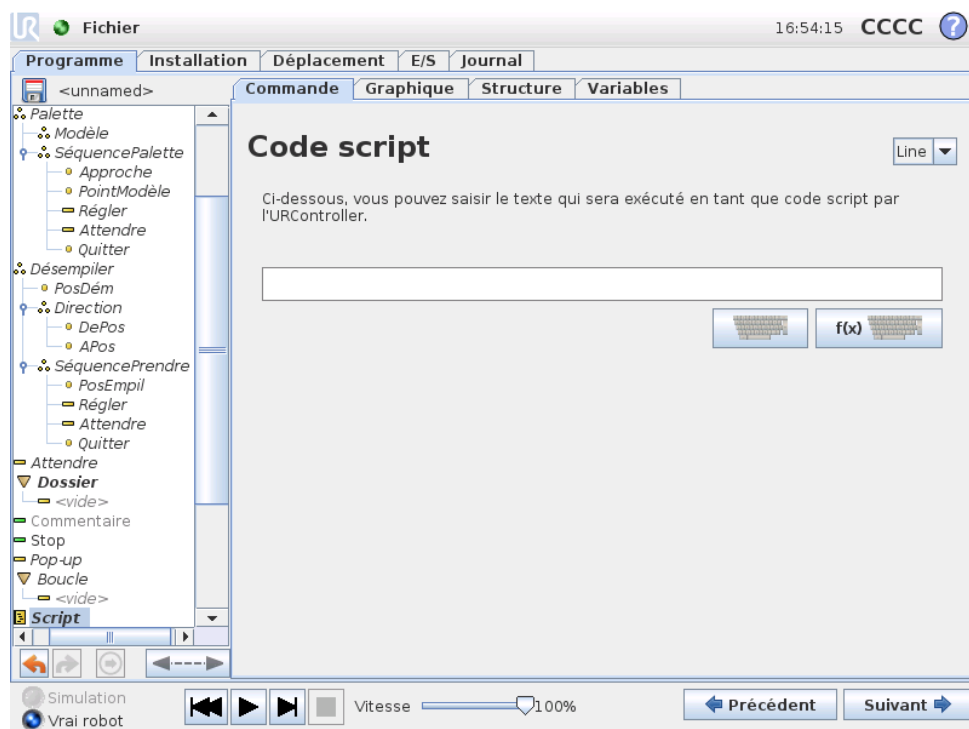 UR Fichier 16:54:15 CCCC ?
Programme Installation Déplacement E/S Journal
<unnamed>
Commande Graphique Structure Variables
Palette
Modèle
SéquencePalette
Approche
PointModèle
Régler
Attendre
Quitter
Désempiler
PosDém
Direction
DePos
APos
SéquencePrendre
PosEmpil
Régler
Attendre
Quitter
Attendre
Dossier
<vide>
Commentaire
Stop
Pop-up
Boucle
<vide>
Script
Code script
Line
Ci-dessous, vous pouvez saisir le texte qui sera exécuté en tant que code script par
l'URController.
f(x)
Simulation
Vrai robot
Vitesse 100%
Précédent Suivant